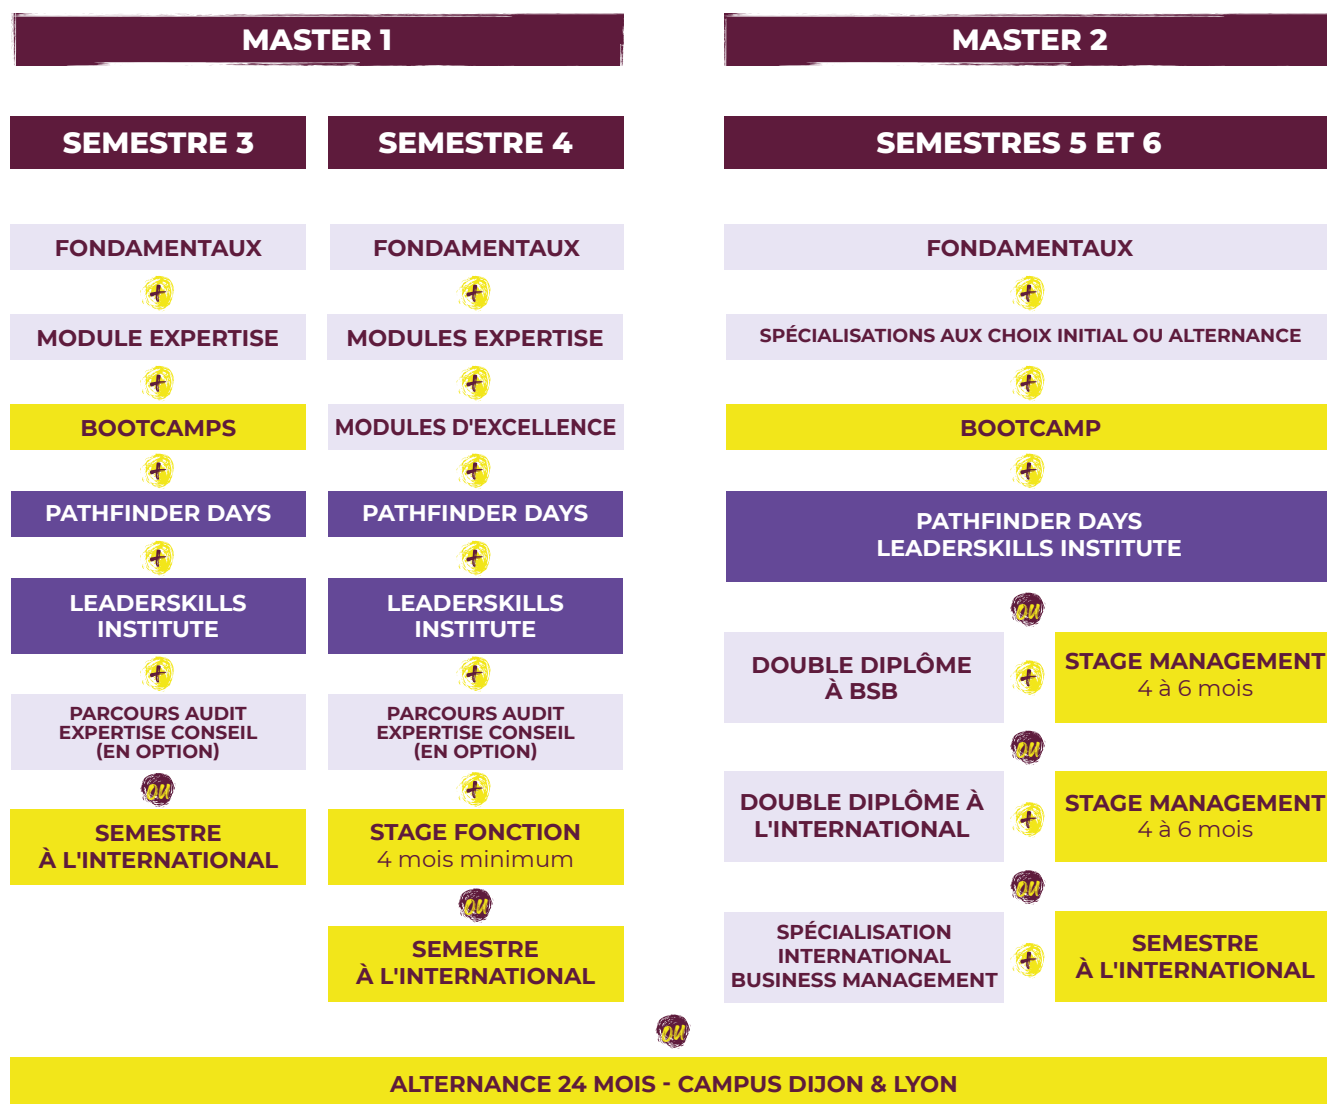 MASTER 1
SEMESTRE 3
FONDAMENTAUX
+
MODULE EXPERTISE
+
BOOTCAMPS
+
PATHFINDER DAYS
+
LEADERSKILLS
INSTITUTE
+
PARCOURS AUDIT
EXPERTISE CONSEIL
(EN OPTION)
OU
SEMESTRE
À L'INTERNATIONAL
SEMESTRE 4
FONDAMENTAUX
+
MODULES EXPERTISE
+
MODULES D'EXCELLENCE
+
PATHFINDER DAYS
+
LEADERSKILLS
INSTITUTE
+
PARCOURS AUDIT
EXPERTISE CONSEIL
(EN OPTION)
+
STAGE FONCTION
4 mois minimum
OU
SEMESTRE
À L'INTERNATIONAL
MASTER 2
SEMESTRES 5 ET 6
FONDAMENTAUX
+
SPÉCIALISATIONS AUX CHOIX INITIAL OU ALTERNANCE
+
BOOTCAMP
+
PATHFINDER DAYS
LEADERSKILLS INSTITUTE
OU
DOUBLE DIPLÔME
À BSB
+
STAGE MANAGEMENT
4 à 6 mois
OU
DOUBLE DIPLÔME À
L'INTERNATIONAL
+
STAGE MANAGEMENT
4 à 6 mois
OU
SPÉCIALISATION
INTERNATIONAL
BUSINESS MANAGEMENT
+
SEMESTRE
À L'INTERNATIONAL
OU
ALTERNANCE 24 MOIS - CAMPUS DIJON & LYON